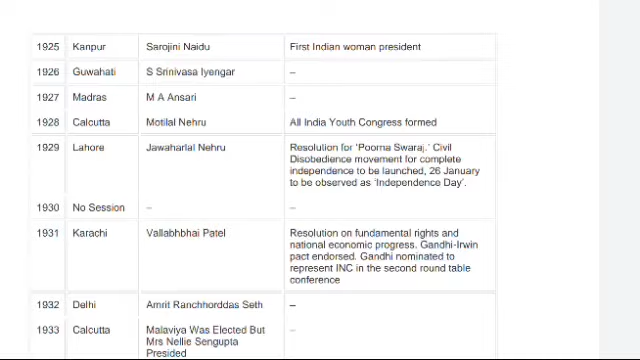 1925 Kanpur Sarojini Naidu First Indian woman president
1926 Guwahati S Srinivasa Iyengar –
1927 Madras M A Ansari –
1928 Calcutta Motilal Nehru All India Youth Congress formed
1929 Lahore Jawaharlal Nehru Resolution for ‘Poorna Swaraj.’ Civil
Disobedience movement for complete
independence to be launched, 26 January
to be observed as ‘Independence Day’.
1930 No Session – –
1931 Karachi Vallabhbhai Patel Resolution on fundamental rights and
national economic progress. Gandhi-Irwin
pact endorsed. Gandhi nominated to
represent INC in the second round table
conference
1932 Delhi Amrit Ranchhorddas Seth –
1933 Calcutta Malaviya Was Elected But –
Mrs Nellie Sengupta
Presided